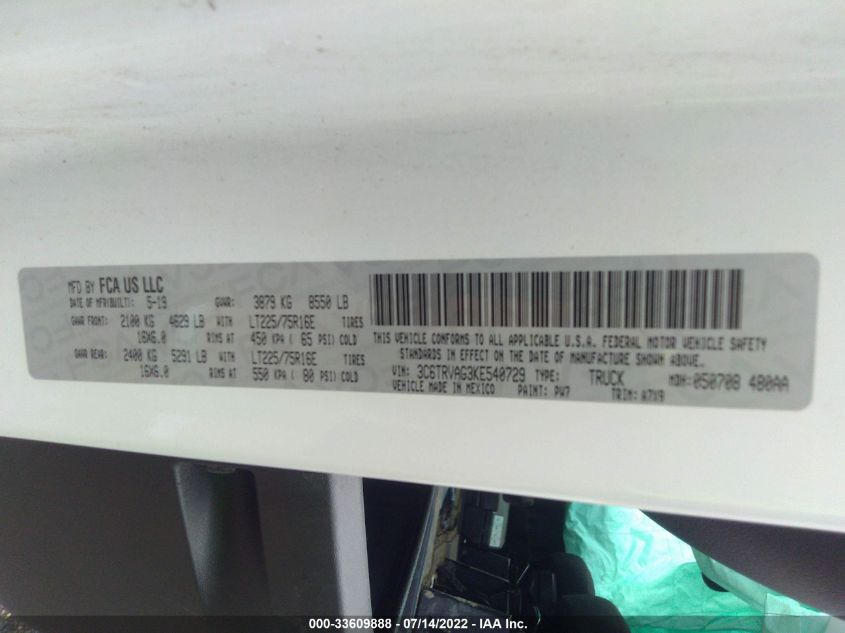 MFD BY FCA US LLC
DATE OF MFR(BUILT): 5-19 GVWR: 3879 KG 8550 LB
GAWR FRONT: 2100 KG 4629 LB WITH LT225/75R16E TIRES
16X6.0 RIMS AT 450 KPA ( 65 PSI) COLD
GAWR REAR: 2400 KG 5291 LB WITH LT225/75R16E TIRES
16X6.0 RIMS AT 550 KPA ( 80 PSI) COLD
THIS VEHICLE CONFORMS TO ALL APPLICABLE U.S.A. FEDERAL MOTOR VEHICLE SAFETY
STANDARDS IN EFFECT ON THE DATE OF MANUFACTURE SHOWN ABOVE.
VIN: 3C6TRVAG3KE540729 TYPE: TRUCK MDH: 050708 480AA
VEHICLE MADE IN MEXICO PAINT: PW7 TRIM: A7X9
000-33609888 - 07/14/2022 - IAA Inc.